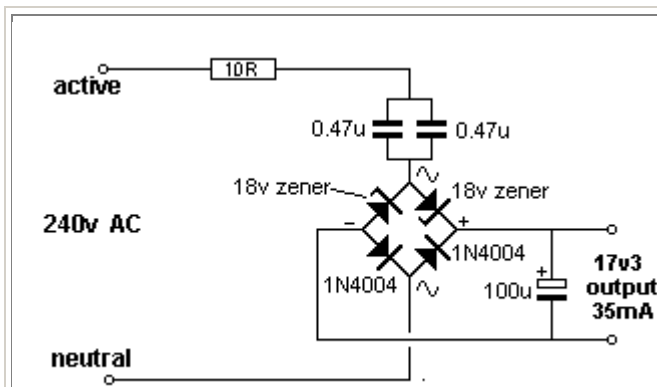 10R
active
0.47u
0.47u
18v zener
18v zener
240v AC
1N4004
1N4004
100u
17v3
output
35mA
neutral